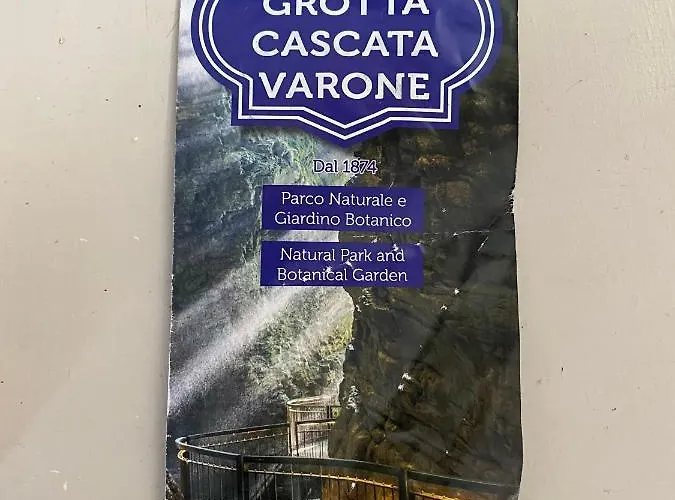 GROTTA
CASCATA
VARONE
Dal 1874
Parco Naturale e
Giardino Botanico
Natural Park and
Botanical Garden